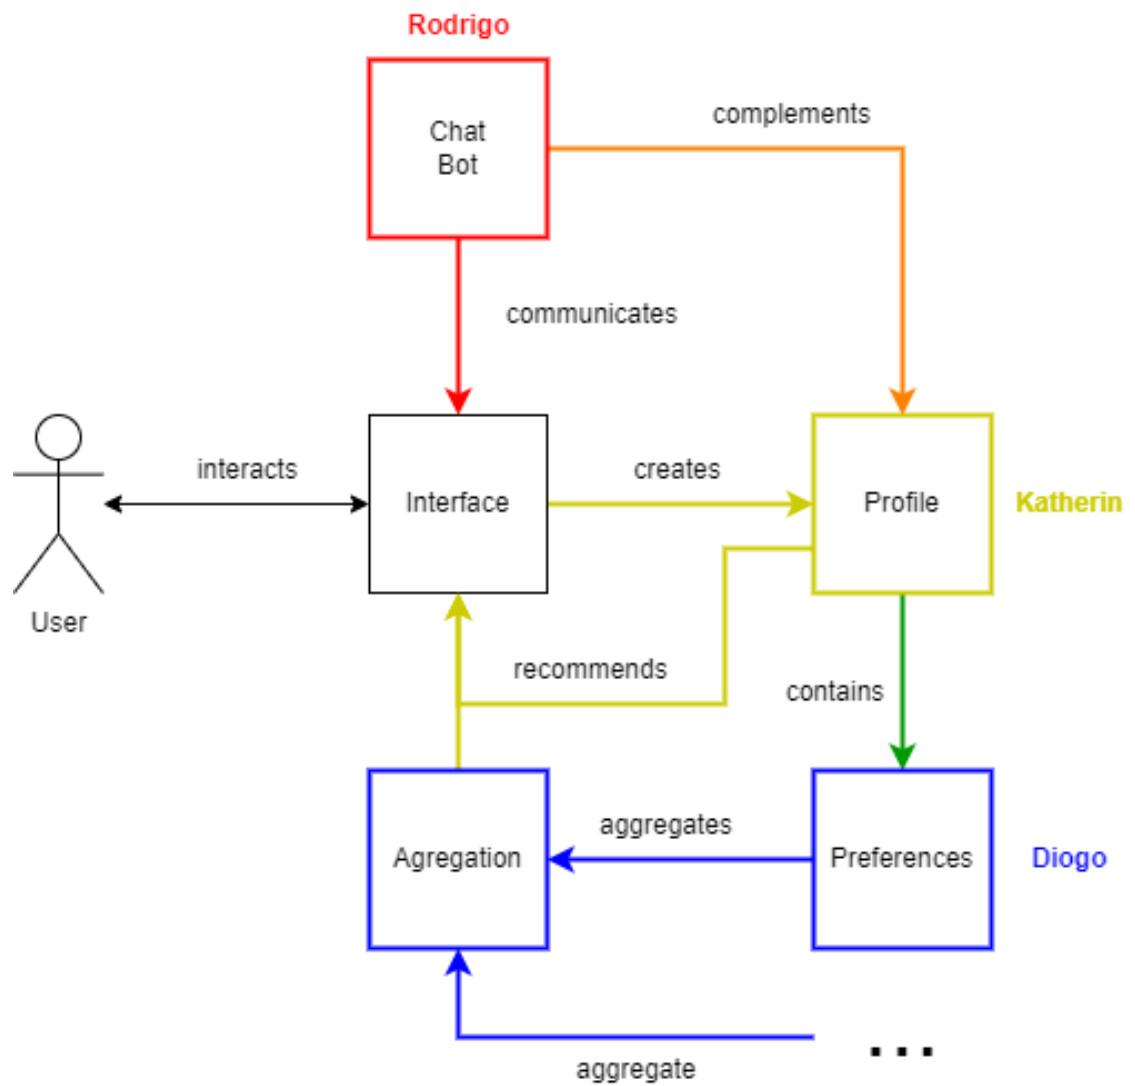 Rodrigo
Chat
Bot
complements
communicates
interacts
Interface
creates
Profile
Katherin
User
recommends
contains
Agregation
aggregates
Preferences
Diogo
aggregate
...